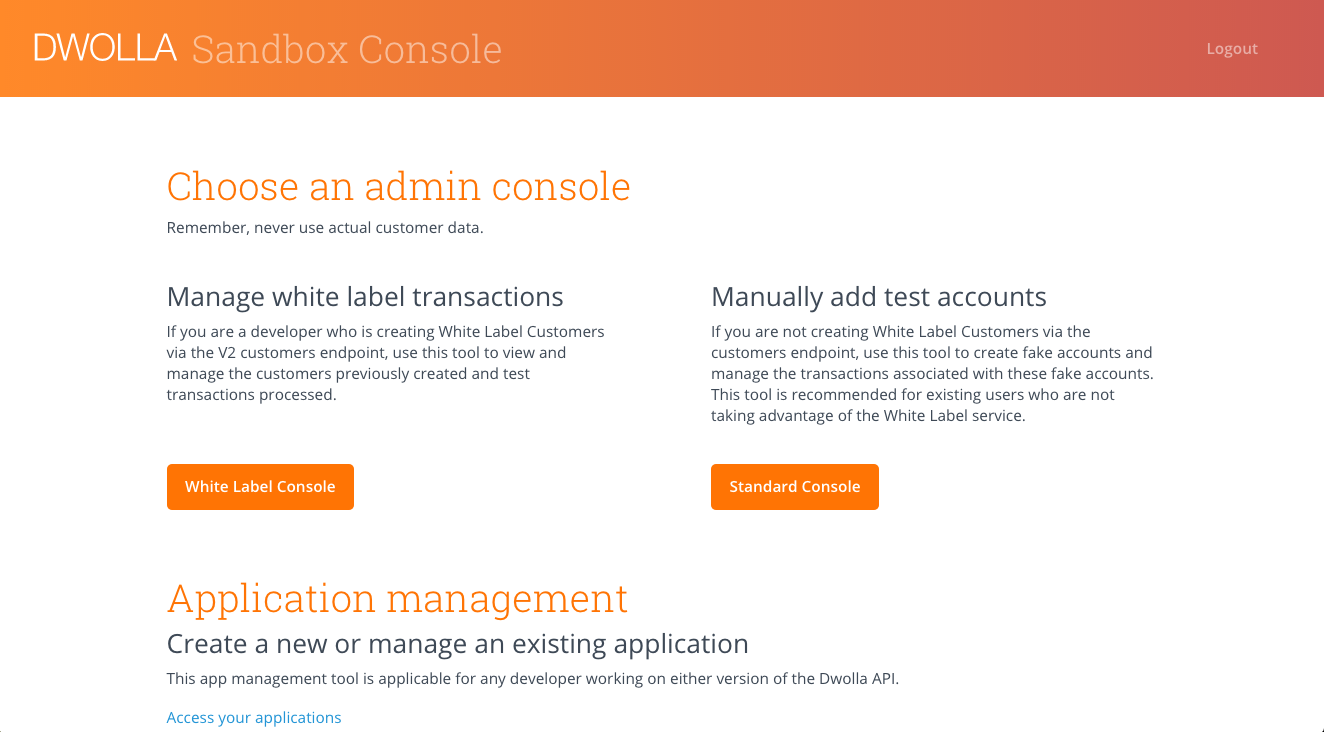 DWOLLA Sandbox Console
Logout
Choose an admin console
Remember, never use actual customer data.
Manage white label transactions
If you are a developer who is creating White Label Customers
via the V2 customers endpoint, use this tool to view and
manage the customers previously created and test
transactions processed.
White Label Console
Manually add test accounts
If you are not creating White Label Customers via the
customers endpoint, use this tool to create fake accounts and
manage the transactions associated with these fake accounts.
This tool is recommended for existing users who are not
taking advantage of the White Label service.
Standard Console
Application management
Create a new or manage an existing application
This app management tool is applicable for any developer working on either version of the Dwolla API.
Access your applications